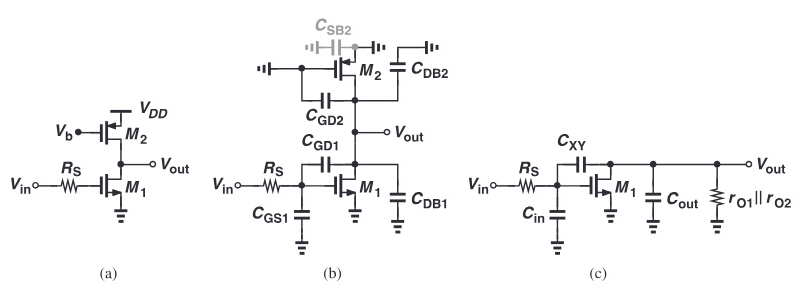 V_DD
V_b
M_2
R_S
V_in
V_out
M_1
(a)
C_SB2
M_2
C_DB2
C_GD2
V_out
C_GD1
R_S
V_in
M_1
C_GS1
C_DB1
(b)
C_XY
R_S
V_in
V_out
M_1
C_in
C_out
r_O1||r_O2
(c)